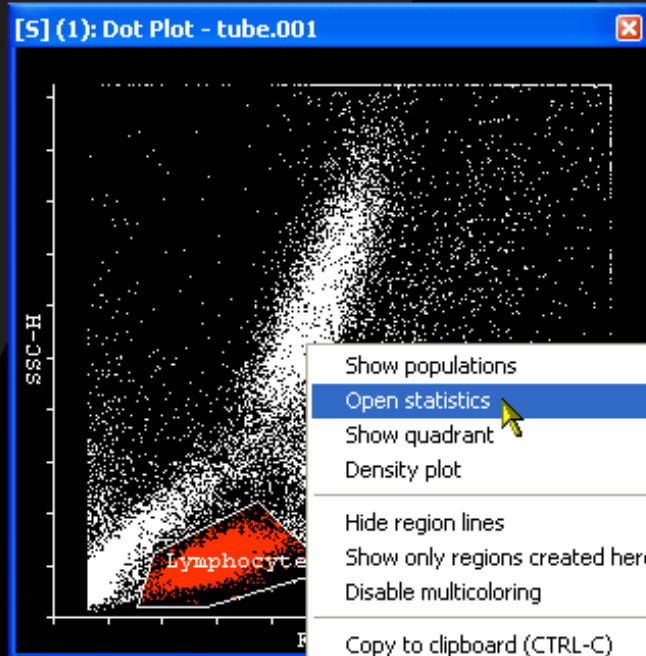 [S] (1): Dot Plot - tube.001
SSC-H
Show populations
Open statistics
Show quadrant
Density plot
Hide region lines
Show only regions created here
Disable multicoloring
Copy to clipboard (CTRL-C)
Lymphocyte
F